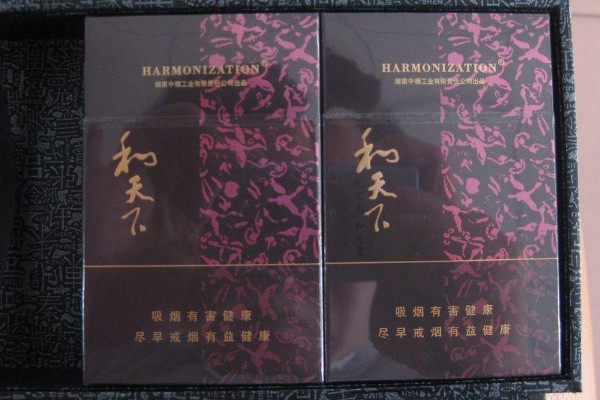 HARMONIZATION®
湖南中烟工业有限责任公司出品
和天下
吸烟有害健康
尽早戒烟有益健康
HARMONIZATION®
湖南中烟工业有限责任公司出品
和天下
吸烟有害健康
尽早戒烟有益健康